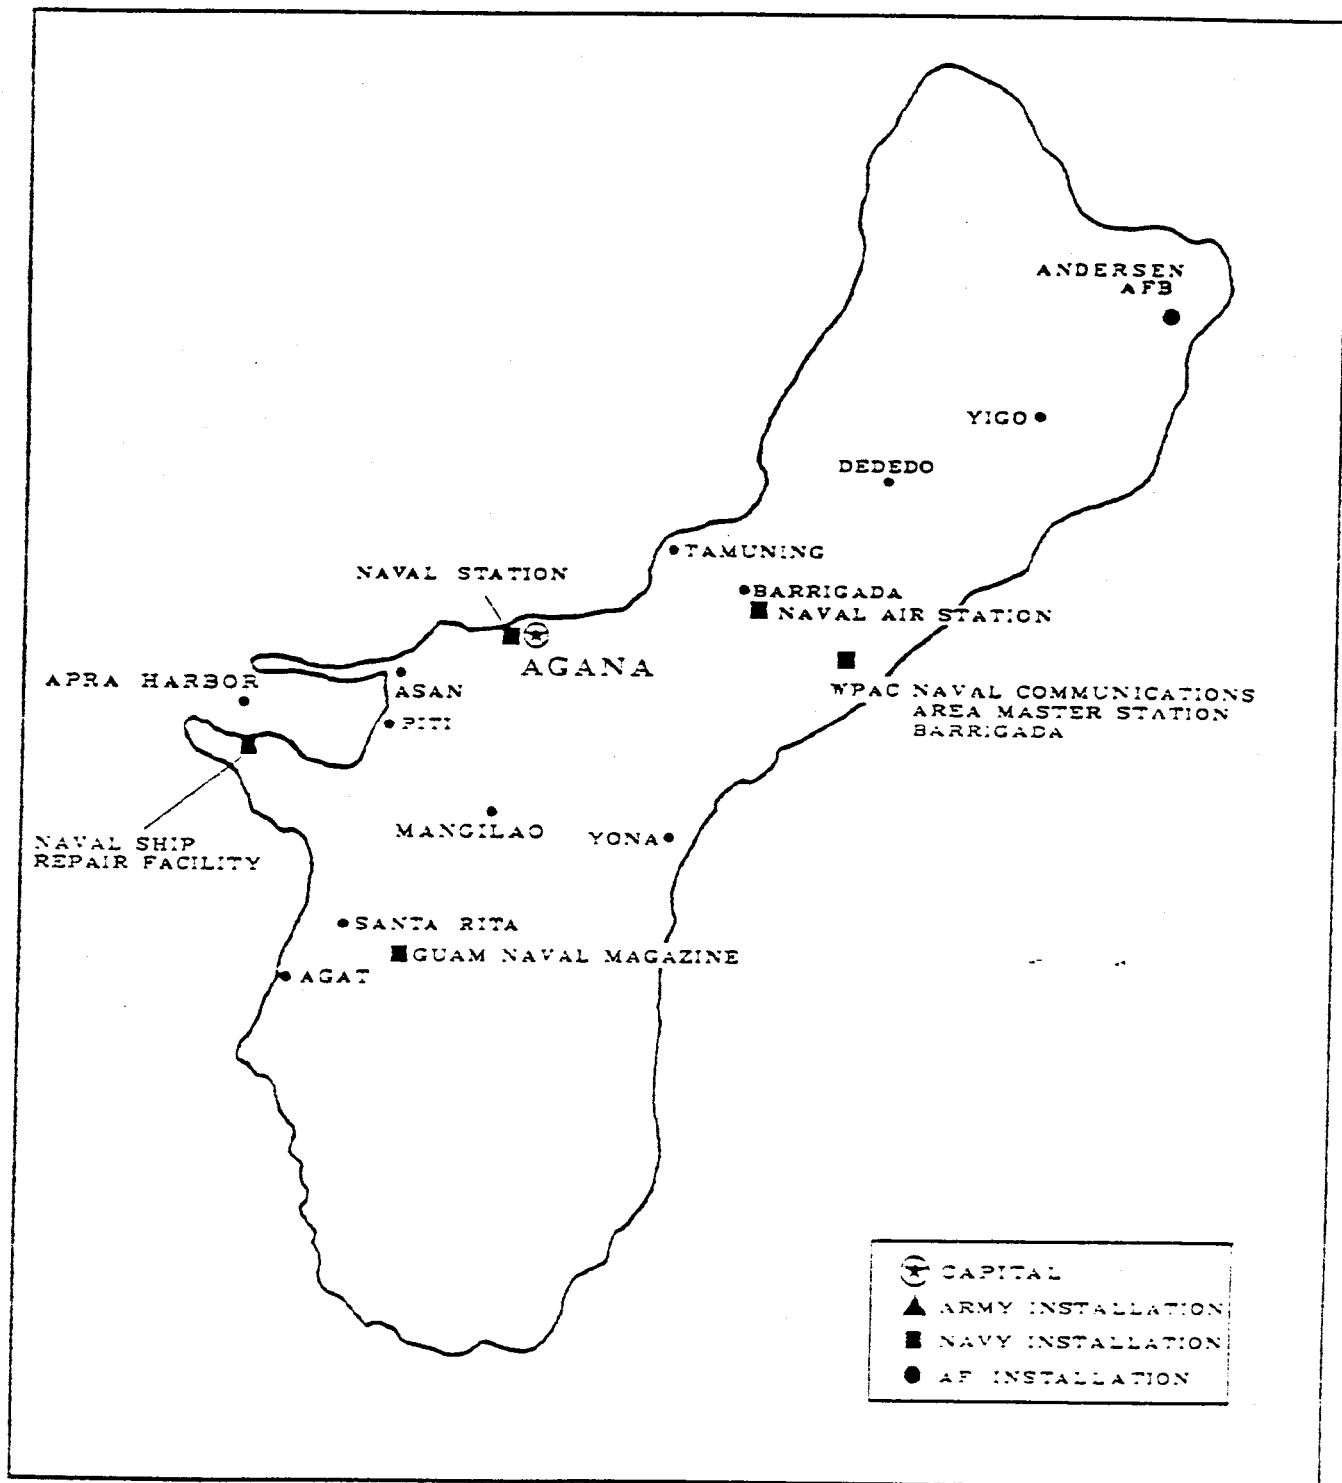 ANDERSEN
AFB
YIGO
DEDEDO
TAMUNING
NAVAL STATION
BARRIGADA
NAVAL AIR STATION
AGANA
APRA HARBOR
ASAN
WPAC NAVAL COMMUNICATIONS
AREA MASTER STATION
BARRIGADA
PITI
MANGILAO
YONA
NAVAL SHIP
REPAIR FACILITY
SANTA RITA
GUAM NAVAL MAGAZINE
AGAT
CAPITAL
ARMY INSTALLATION
NAVY INSTALLATION
AF INSTALLATION